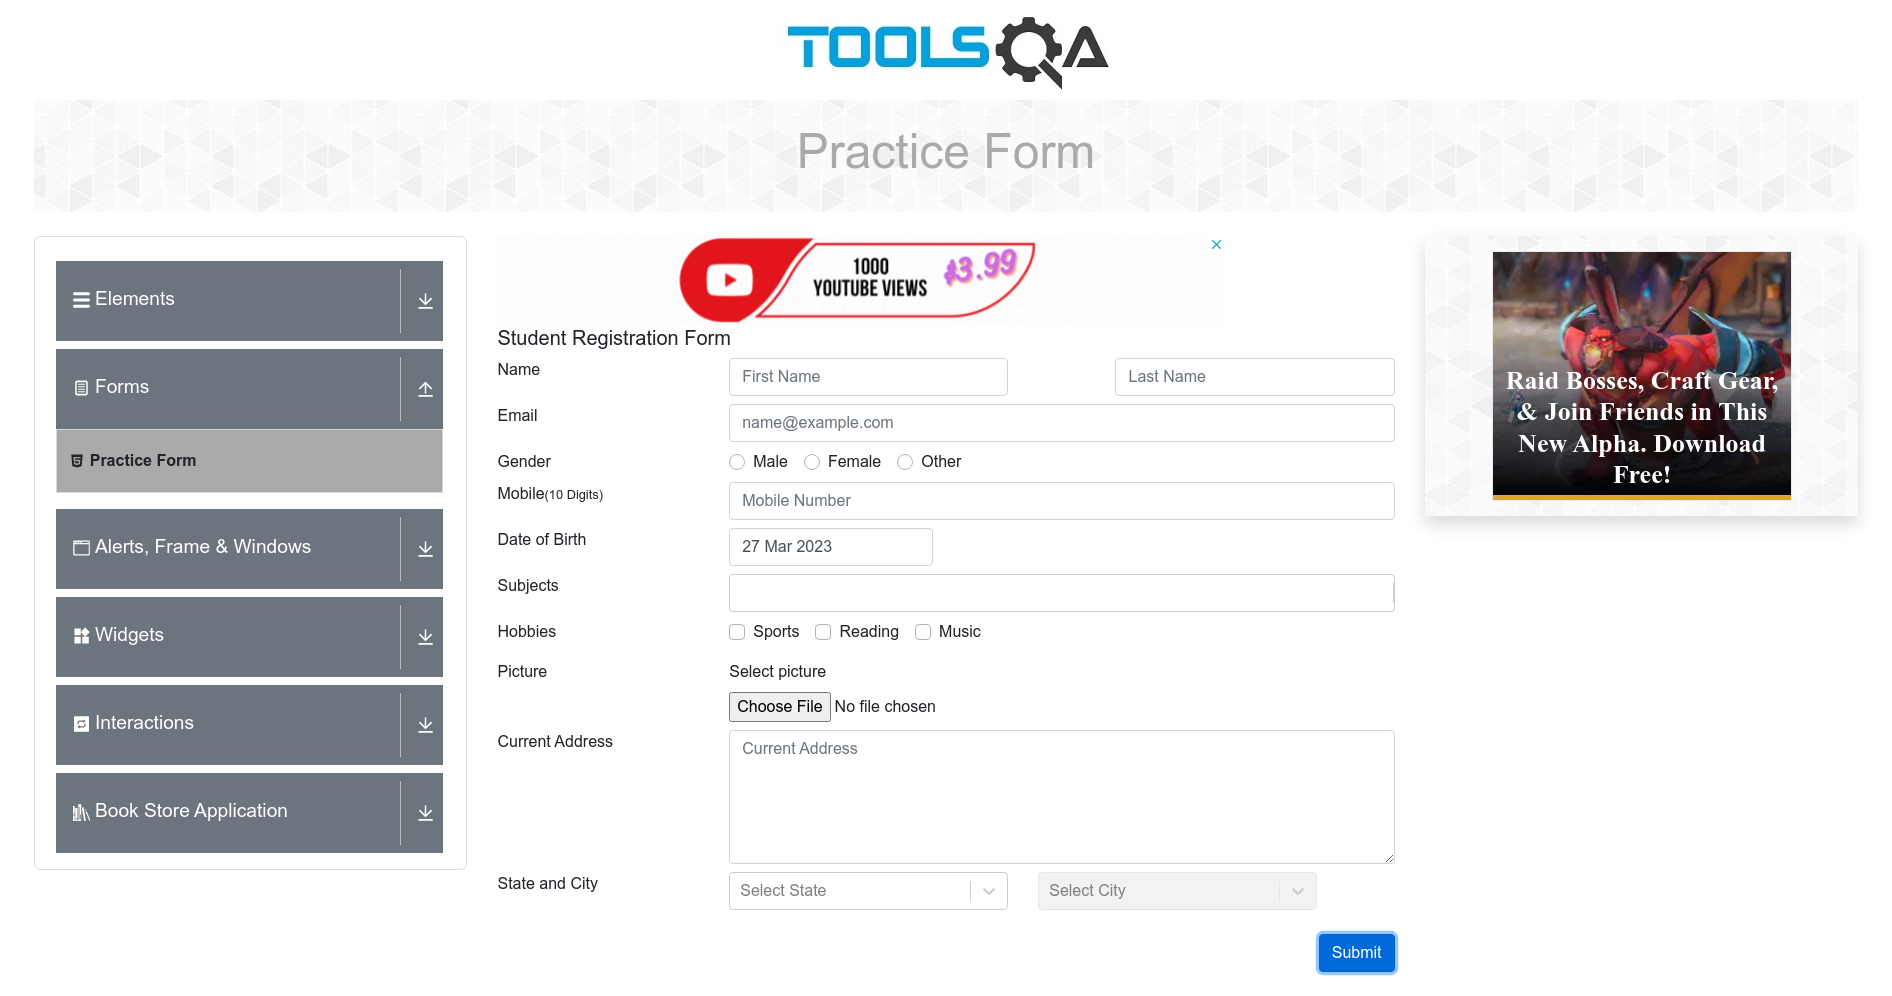 TOOLSQA
Practice Form
Elements
Forms
Practice Form
Alerts, Frame & Windows
Widgets
Interactions
Book Store Application
1000
YOUTUBE VIEWS
$3.99
Student Registration Form
Name First Name Last Name
Email name@example.com
Gender Male Female Other
Mobile(10 Digits) Mobile Number
Date of Birth 27 Mar 2023
Subjects
Hobbies Sports Reading Music
Picture Select picture
Choose File No file chosen
Current Address Current Address
State and City Select State Select City
Submit
Raid Bosses, Craft Gear,
& Join Friends in This
New Alpha. Download
Free!